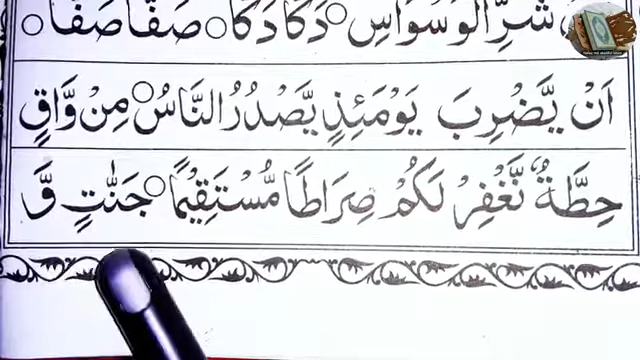 شَرِّ الْوَسْوَاسِ ○ دَكًّا دَكًّا ○ صَفًّا صَفًّا ○
اَنْ يَّضْرِبَ يَوْمَئِذٍ يَّصْدُرُ النَّاسُ ○ مِنْ وَّاقٍ
حِطَّةٌ نَّغْفِرْ لَكُمْ صِرَاطًا مُّسْتَقِيْمًا ○ جَنّٰتٍ وَّ